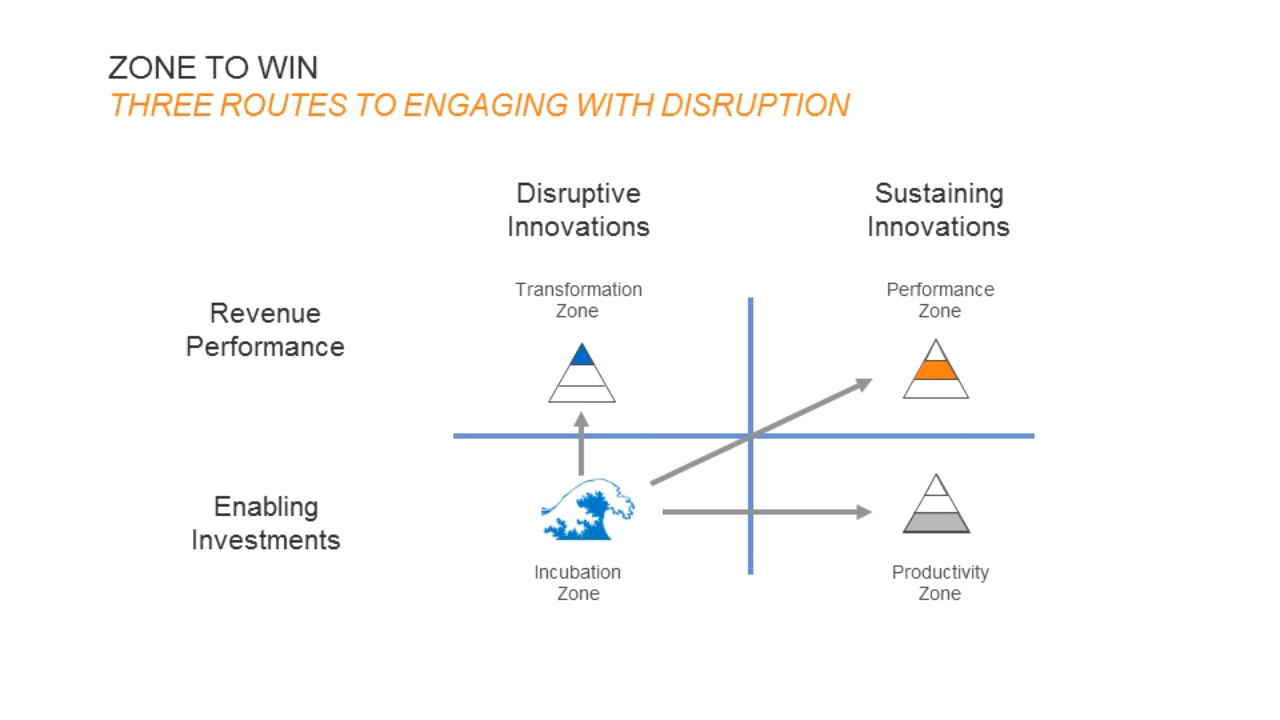 ZONE TO WIN
THREE ROUTES TO ENGAGING WITH DISRUPTION
Disruptive
Innovations
Sustaining
Innovations
Revenue
Performance
Transformation
Zone
Performance
Zone
Enabling
Investments
Incubation
Zone
Productivity
Zone